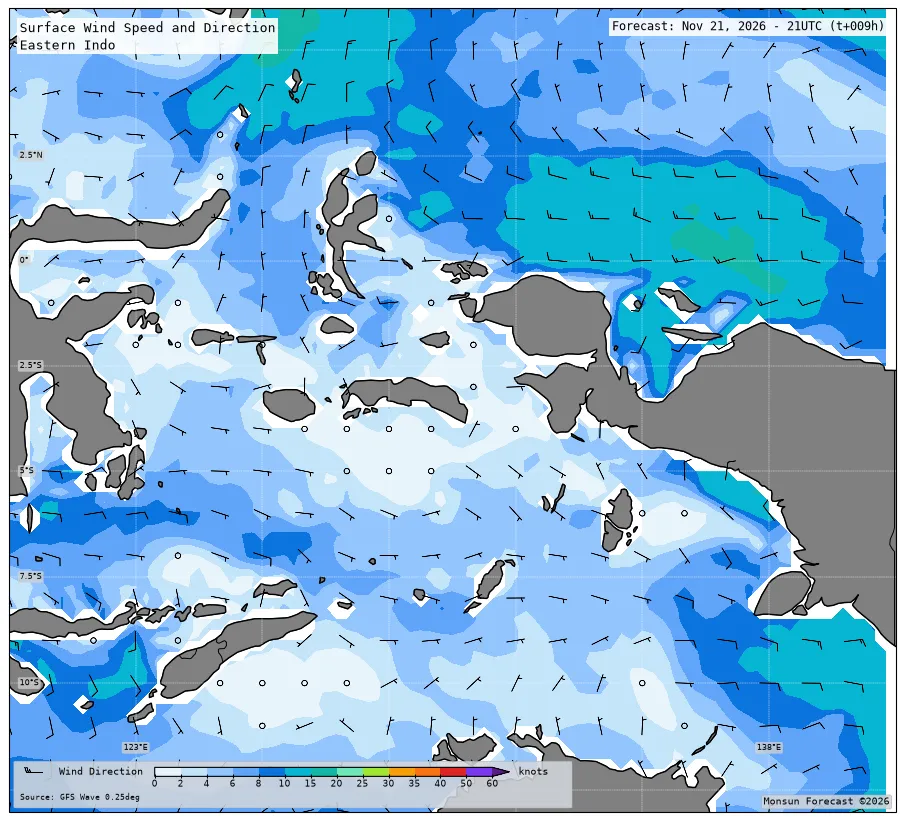 Surface Wind Speed and Direction
Eastern Indo
Forecast: Nov 21, 2026 - 21UTC (t+009h)
2.5°N
0°
2.5°S
5°S
7.5°S
10°S
123°E
138°E
Wind Direction
0 2 4 6 8 10 15 20 25 30 35 40 50 60
knots
Source: GFS Wave 0.25deg
Monsun Forecast ©2026